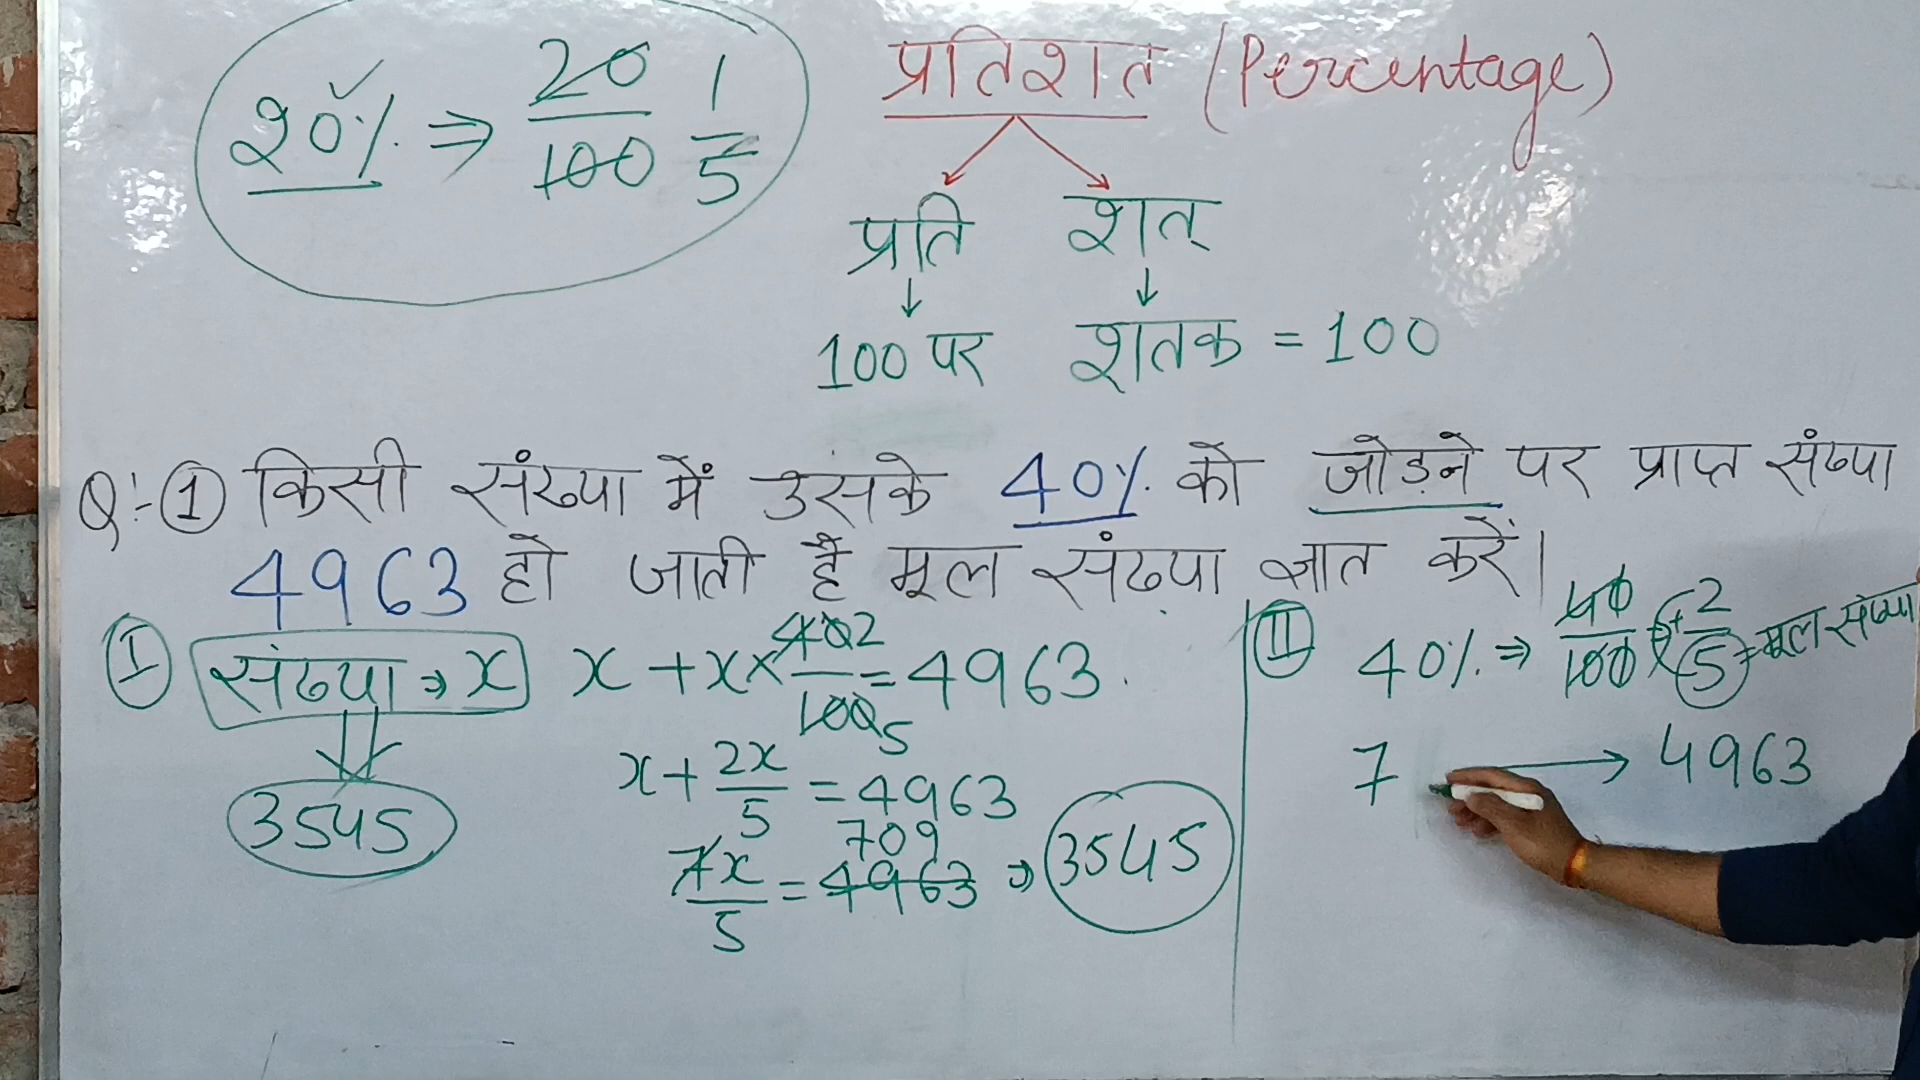 20% ⇒ 20/100 1/5
प्रतिशत (Percentage)
प्रति शत्
↓ ↓
100 पर शतक = 100
Q:-① किसी संख्या में उसके 40% को जोड़ने पर प्राप्त संख्या
4963 हो जाती है मूल संख्या ज्ञात करें।
Ⅰ संख्या ⇒ x
3545
x + x × 40/100 2/5 = 4963
x + 2x/5 = 4963
709
7x/5 = 4963 ⇒ 3545
Ⅱ 40% ⇒ 40/100 ⇒ + 2/5 → मूल संख्या
7 → 4963